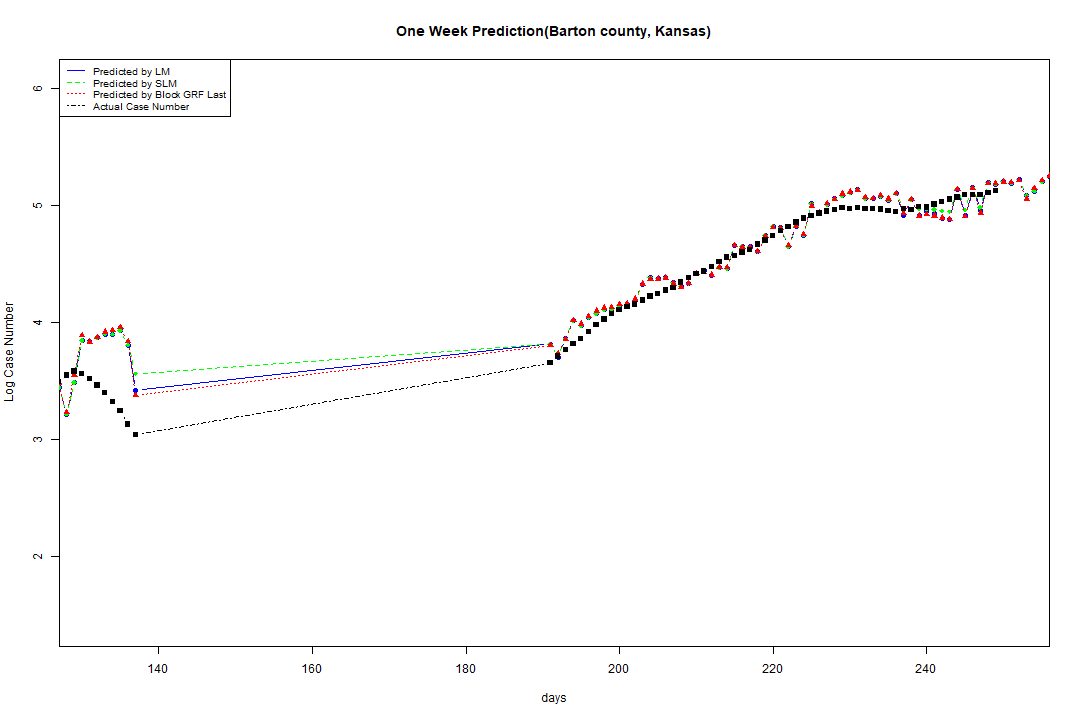 One Week Prediction(Barton county, Kansas)
Predicted by LM
Predicted by SLM
Predicted by Block GRF Last
Actual Case Number
6
5
4
3
2
Log Case Number
140 160 180 200 220 240
days